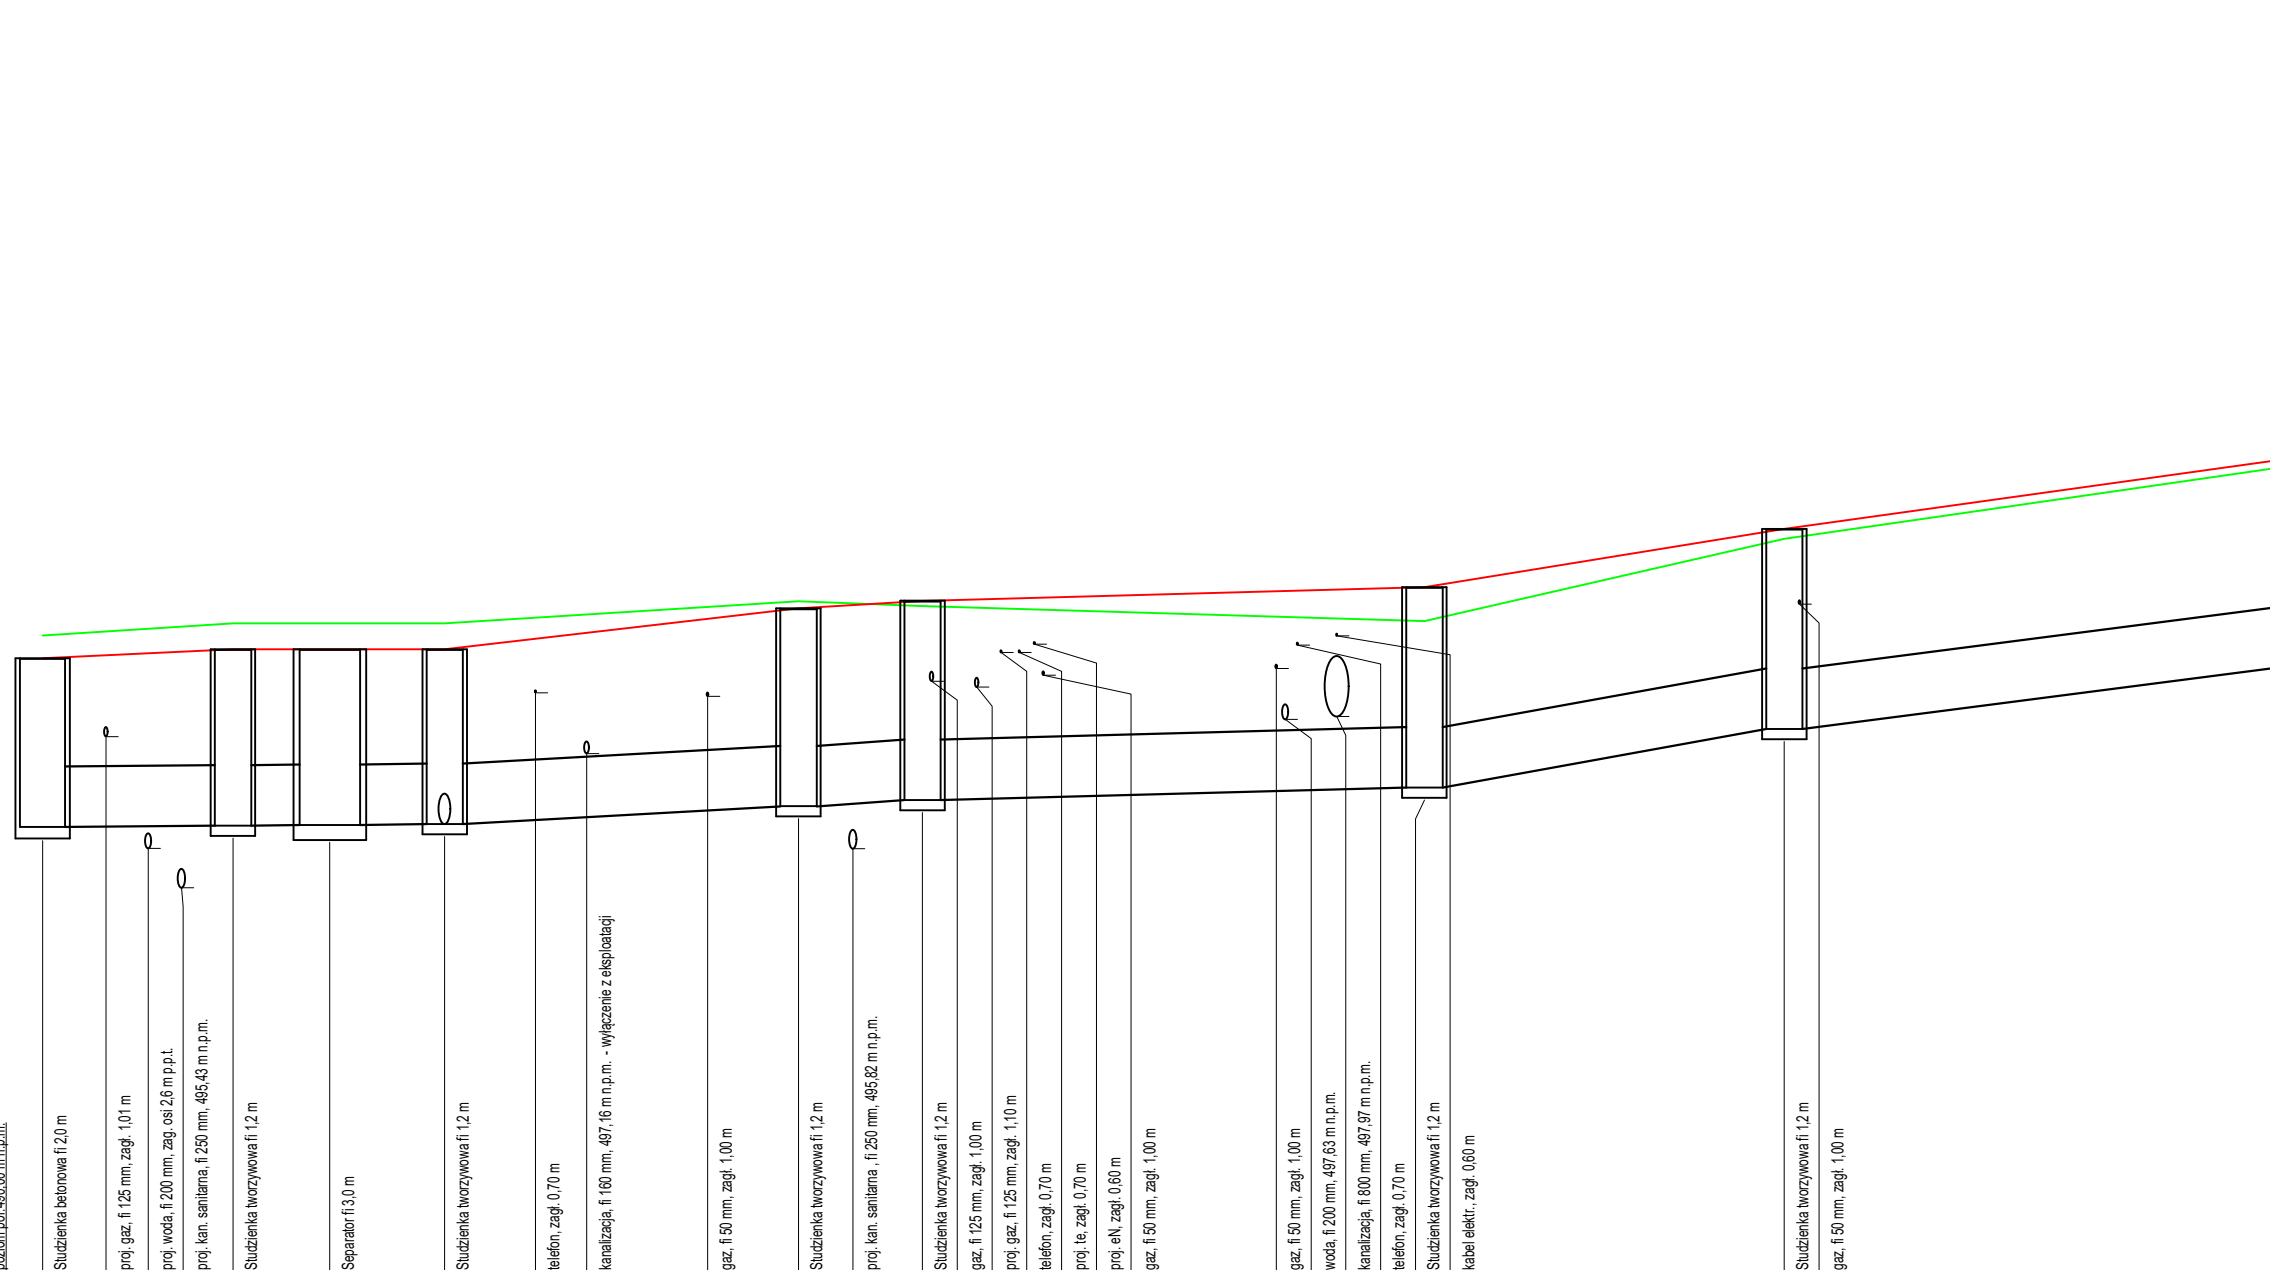 Studzienka betonowa fi 2,0 m
proj. gaz, fi 125 mm, zagł. 1,01 m
proj. woda, fi 200 mm, zag. osi 2,6 m p.p.t.
proj. kan. sanitarna, fi 250 mm, 495,43 m n.p.m.
Studzienka tworzywowa fi 1,2 m
Separator fi 3,0 m
Studzienka tworzywowa fi 1,2 m
telefon, zagł. 0,70 m
kanalizacja, fi 160 mm, 497,16 m n.p.m. - wyłączenie z eksploatacji
gaz, fi 50 mm, zagł. 1,00 m
Studzienka tworzywowa fi 1,2 m
proj. kan. sanitarna , fi 250 mm, 495,82 m n.p.m.
Studzienka tworzywowa fi 1,2 m
gaz, fi 125 mm, zagł. 1,00 m
proj. gaz, fi 125 mm, zagł. 1,10 m
telefon, zagł. 0,70 m
proj. te, zagł. 0,70 m
proj. eN, zagł. 0,60 m
gaz, fi 50 mm, zagł. 1,00 m
gaz, fi 50 mm, zagł. 1,00 m
woda, fi 200 mm, 497,63 m n.p.m.
kanalizacja, fi 800 mm, 497,97 m n.p.m.
telefon, zagł. 0,70 m
Studzienka tworzywowa fi 1,2 m
kabel elektr., zagł. 0,60 m
Studzienka tworzywowa fi 1,2 m
gaz, fi 50 mm, zagł. 1,00 m